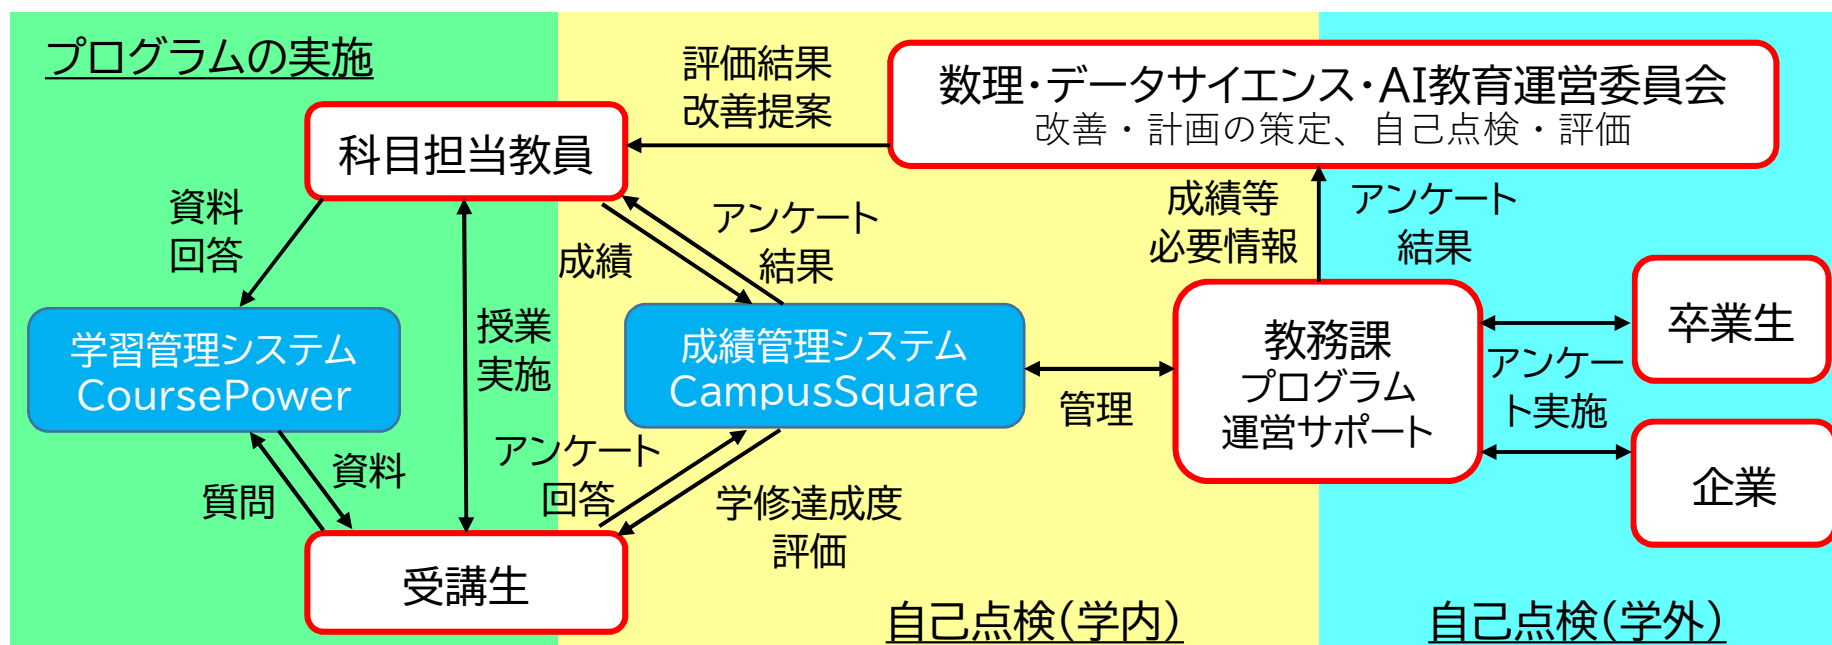 プログラムの実施
評価結果
改善提案
数理・データサイエンス・AI教育運営委員会
改善・計画の策定、自己点検・評価
科目担当教員
資料
回答
成績
アンケート
結果
成績等
必要情報
アンケート
結果
学習管理システム
CoursePower
授業
実施
成績管理システム
CampusSquare
管理
教務課
プログラム
運営サポート
卒業生
アンケー
ト実施
企業
質問
資料
アンケート
回答
学修達成度
評価
受講生
自己点検(学内)
自己点検(学外)